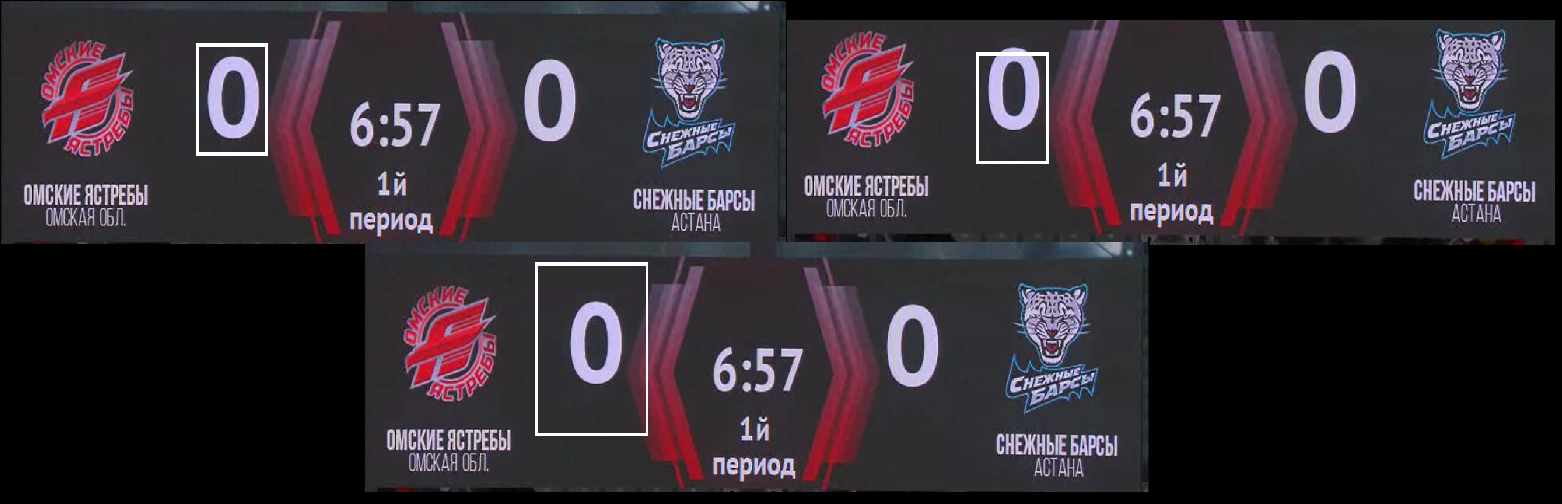 ОМСКИЕ
ЯСТРЕБЫ
0
6:57
0
СНЕЖНЫЕ
БАРСЫ
1й
период
ОМСКИЕ ЯСТРЕБЫ
ОМСКАЯ ОБЛ.
СНЕЖНЫЕ БАРСЫ
АСТАНА
ОМСКИЕ
ЯСТРЕБЫ
0
6:57
0
СНЕЖНЫЕ
БАРСЫ
1й
период
ОМСКИЕ ЯСТРЕБЫ
ОМСКАЯ ОБЛ.
СНЕЖНЫЕ БАРСЫ
АСТАНА
ОМСКИЕ
ЯСТРЕБЫ
0
6:57
0
СНЕЖНЫЕ
БАРСЫ
1й
период
ОМСКИЕ ЯСТРЕБЫ
ОМСКАЯ ОБЛ.
СНЕЖНЫЕ БАРСЫ
АСТАНА